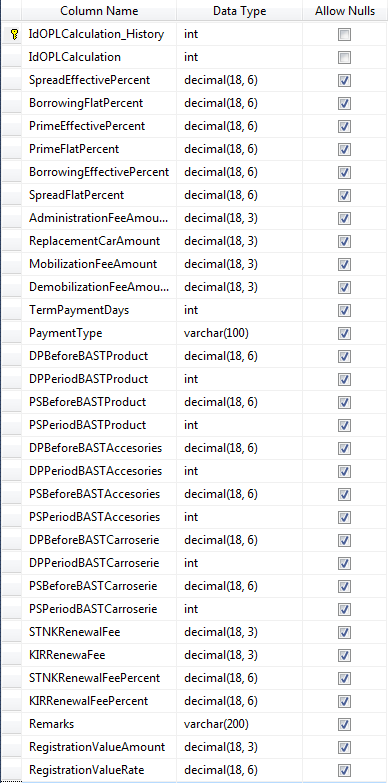 Column Name Data Type Allow Nulls
IdOPLCalculation_History int
IdOPLCalculation int
SpreadEffectivePercent decimal(18, 6)
BorrowingFlatPercent decimal(18, 6)
PrimeEffectivePercent decimal(18, 6)
PrimeFlatPercent decimal(18, 6)
BorrowingEffectivePercent decimal(18, 6)
SpreadFlatPercent decimal(18, 6)
AdministrationFeeAmou... decimal(18, 3)
ReplacementCarAmount decimal(18, 3)
MobilizationFeeAmount decimal(18, 3)
DemobilizationFeeAmou... decimal(18, 3)
TermPaymentDays int
PaymentType varchar(100)
DPBeforeBASTProduct decimal(18, 6)
DPPeriodBASTProduct int
PSBeforeBASTProduct decimal(18, 6)
PSPeriodBASTProduct int
DPBeforeBASTAccesories decimal(18, 6)
DPPeriodBASTAccesories int
PSBeforeBASTAccesories decimal(18, 6)
PSPeriodBASTAccesories int
DPBeforeBASTCarroserie decimal(18, 6)
DPPeriodBASTCarroserie int
PSBeforeBASTCarroserie decimal(18, 6)
PSPeriodBASTCarroserie int
STNKRenewalFee decimal(18, 3)
KIRRenewaFee decimal(18, 3)
STNKRenewalFeePercent decimal(18, 6)
KIRRenewalFeePercent decimal(18, 6)
Remarks varchar(200)
RegistrationValueAmount decimal(18, 3)
RegistrationValueRate decimal(18, 6)